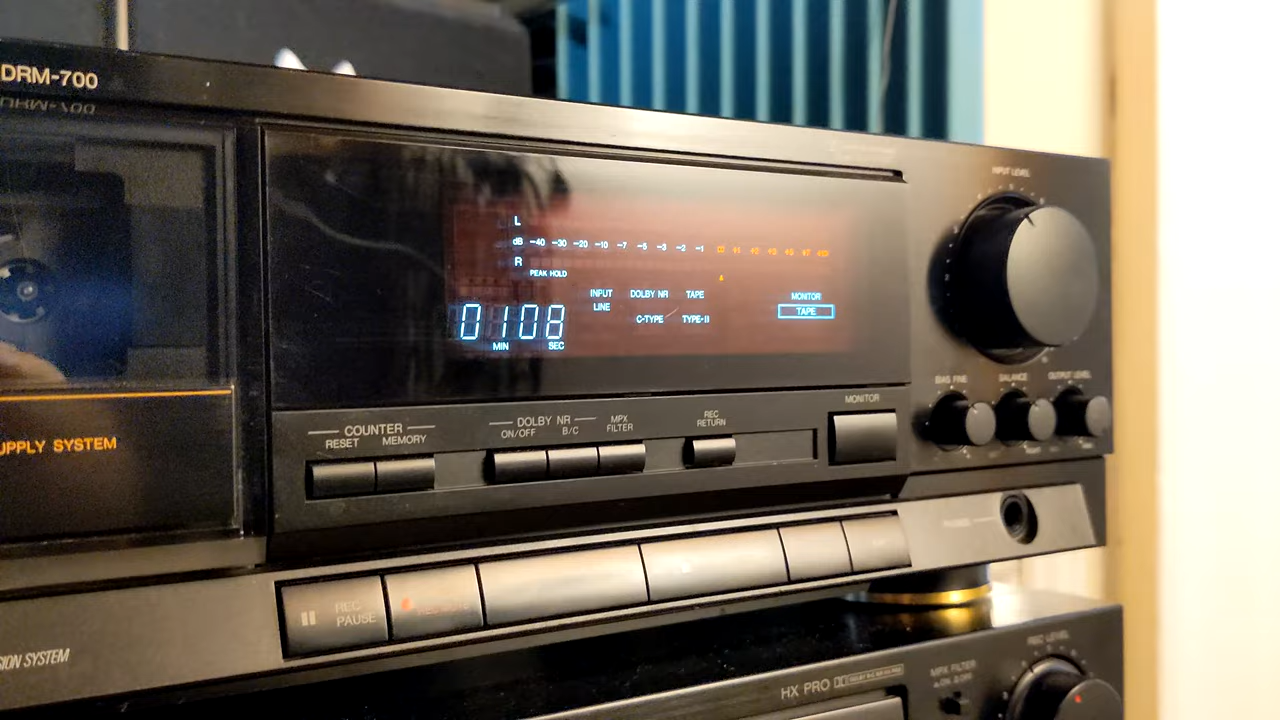 DRM-700
INPUT LEVEL
L
dB -40 -30 -20 -10 -7 -5 -3 -2 -1
R
PEAK HOLD
INPUT DOLBY NR TAPE MONITOR
LINE C-TYPE TYPE-II TAPE
0108
MIN SEC
BIAS FINE BALANCE OUTPUT LEVEL
UPPLY SYSTEM
COUNTER
RESET MEMORY
DOLBY NR
ON/OFF B/C
MPX
FILTER
REC
RETURN
MONITOR
REC
PAUSE
SION SYSTEM
HX PRO
MPX FILTER
REC LEVEL